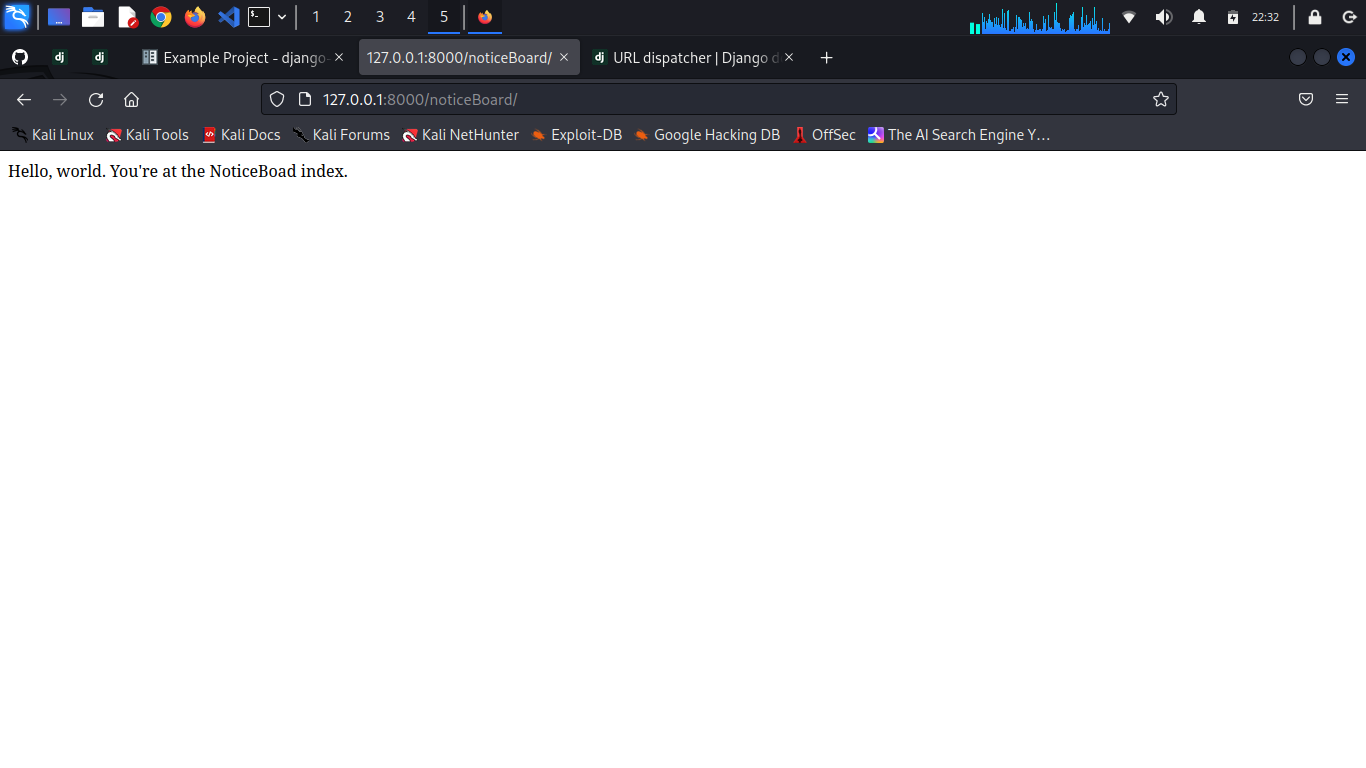 1 2 3 4 5 22:32
dj dj Example Project - django- 127.0.0.1:8000/noticeBoard/ dj URL dispatcher | Django d
127.0.0.1:8000/noticeBoard/
Kali Linux Kali Tools Kali Docs Kali Forums Kali NetHunter Exploit-DB Google Hacking DB OffSec The AI Search Engine Y…
Hello, world. You're at the NoticeBoad index.